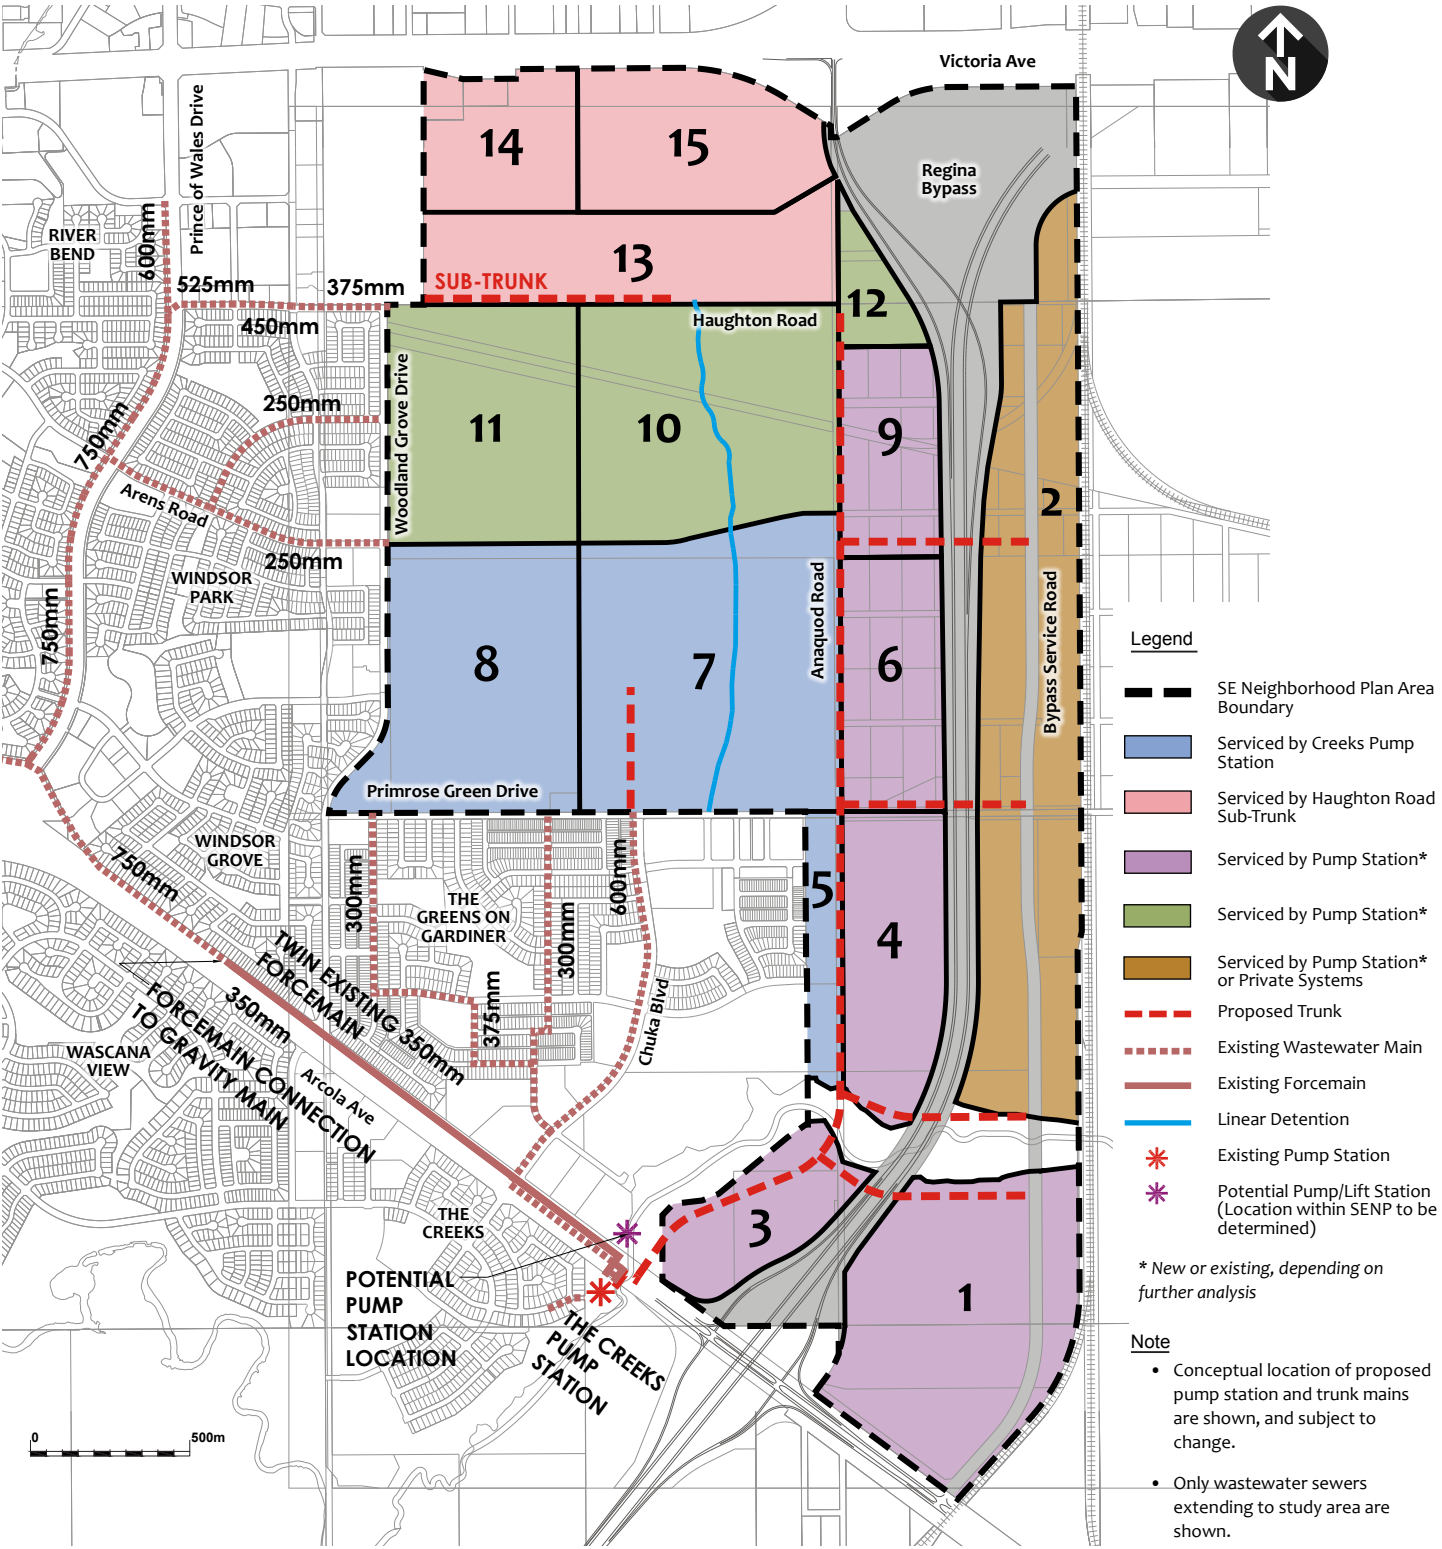 Victoria Ave
N
Prince of Wales Drive
14
15
Regina
Bypass
RIVER
BEND
600mm
13
SUB-TRUNK
525mm
375mm
450mm
12
Haughton Road
Woodland Grove Drive
250mm
750mm
11
10
9
2
Arens Road
250mm
WINDSOR
PARK
750mm
Anaquod Road
Bypass Service Road
8
7
6
Primrose Green Drive
WINDSOR
GROVE
750mm
300mm
THE
GREENS ON
GARDINER
600mm
300mm
5
4
375mm
Chuka Blvd
TWIN EXISTING 350mm
FORCEMAIN
350mm
FORCEMAIN CONNECTION
TO GRAVITY MAIN
WASCANA
VIEW
Arcola Ave
THE
CREEKS
3
1
POTENTIAL
PUMP
STATION
LOCATION
THE CREEKS
PUMP
STATION
0
500m
Legend
SE Neighborhood Plan Area
Boundary
Serviced by Creeks Pump
Station
Serviced by Haughton Road
Sub-Trunk
Serviced by Pump Station*
Serviced by Pump Station*
Serviced by Pump Station*
or Private Systems
Proposed Trunk
Existing Wastewater Main
Existing Forcemain
Linear Detention
Existing Pump Station
Potential Pump/Lift Station
(Location within SENP to be
determined)
* New or existing, depending on
further analysis
Note
• Conceptual location of proposed
pump station and trunk mains
are shown, and subject to
change.
• Only wastewater sewers
extending to study area are
shown.